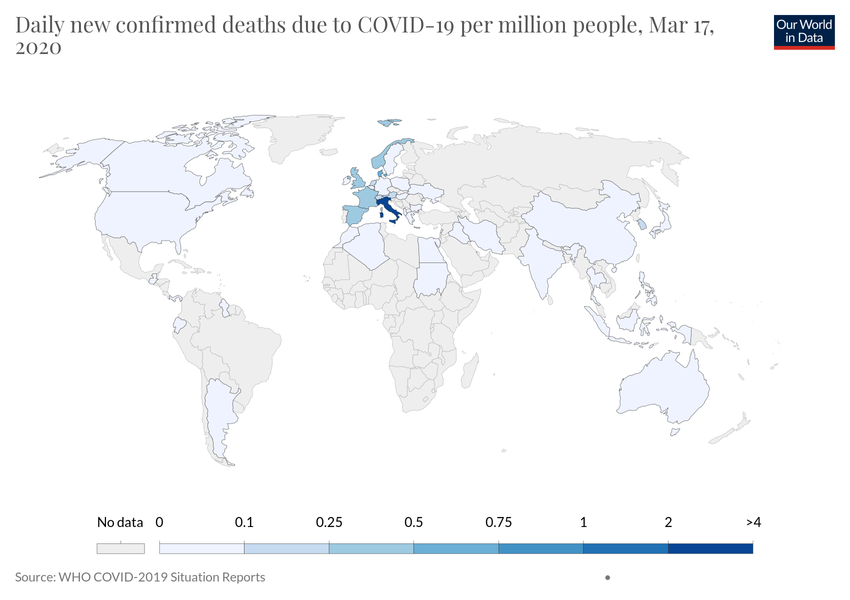 Daily new confirmed deaths due to COVID-19 per million people, Mar 17,
2020
Our World
in Data
No data 0 0.1 0.25 0.5 0.75 1 2 >4
Source: WHO COVID-2019 Situation Reports